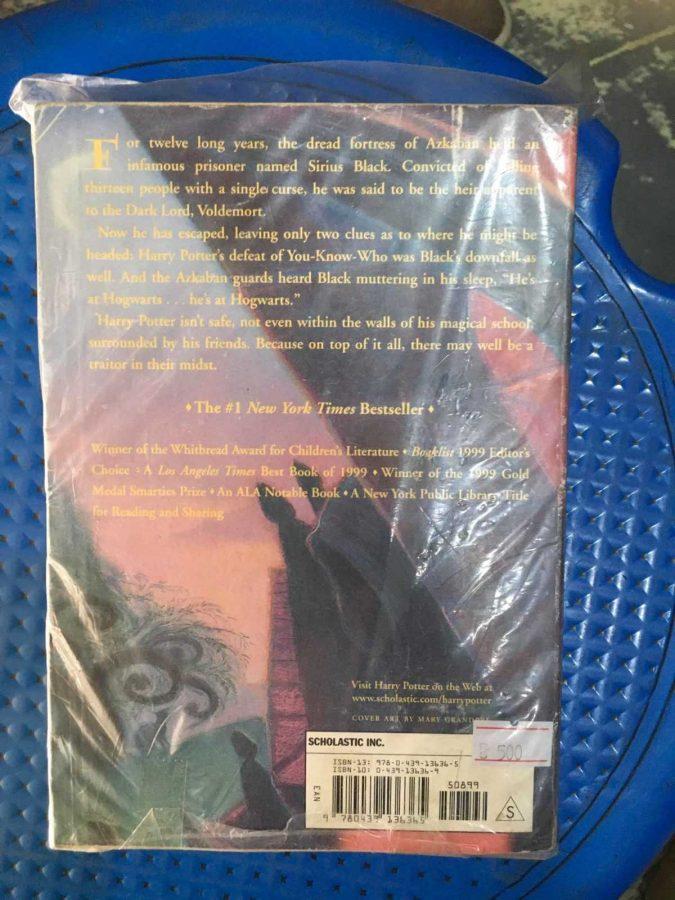 For twelve long years, the dread fortress of Azkaban held an
infamous prisoner named Sirius Black. Convicted of killing
thirteen people with a single curse, he was said to be the heir apparent
to the Dark Lord, Voldemort.
Now he has escaped, leaving only two clues as to where he might be
headed: Harry Potter's defeat of You-Know-Who was Black's downfall as
well. And the Azkaban guards heard Black muttering in his sleep, "He's
at Hogwarts . . . he's at Hogwarts."
Harry Potter isn't safe, not even within the walls of his magical school,
surrounded by his friends. Because on top of it all, there may well be a
traitor in their midst.
♦ The #1 New York Times Bestseller ♦
Winner of the Whitbread Award for Children's Literature ♦ Booklist 1999 Editor's
Choice ♦ A Los Angeles Times Best Book of 1999 ♦ Winner of the 1999 Gold
Medal Smarties Prize ♦ An ALA Notable Book ♦ A New York Public Library Title
for Reading and Sharing
Visit Harry Potter on the Web at
www.scholastic.com/harrypotter
COVER ART BY MARY GRANDPRÉ
SCHOLASTIC INC.
500
ISBN-13: 978-0-439-13636-5
ISBN-10: 0-439-13636-9
50899
EAN
S
9 780439 136365